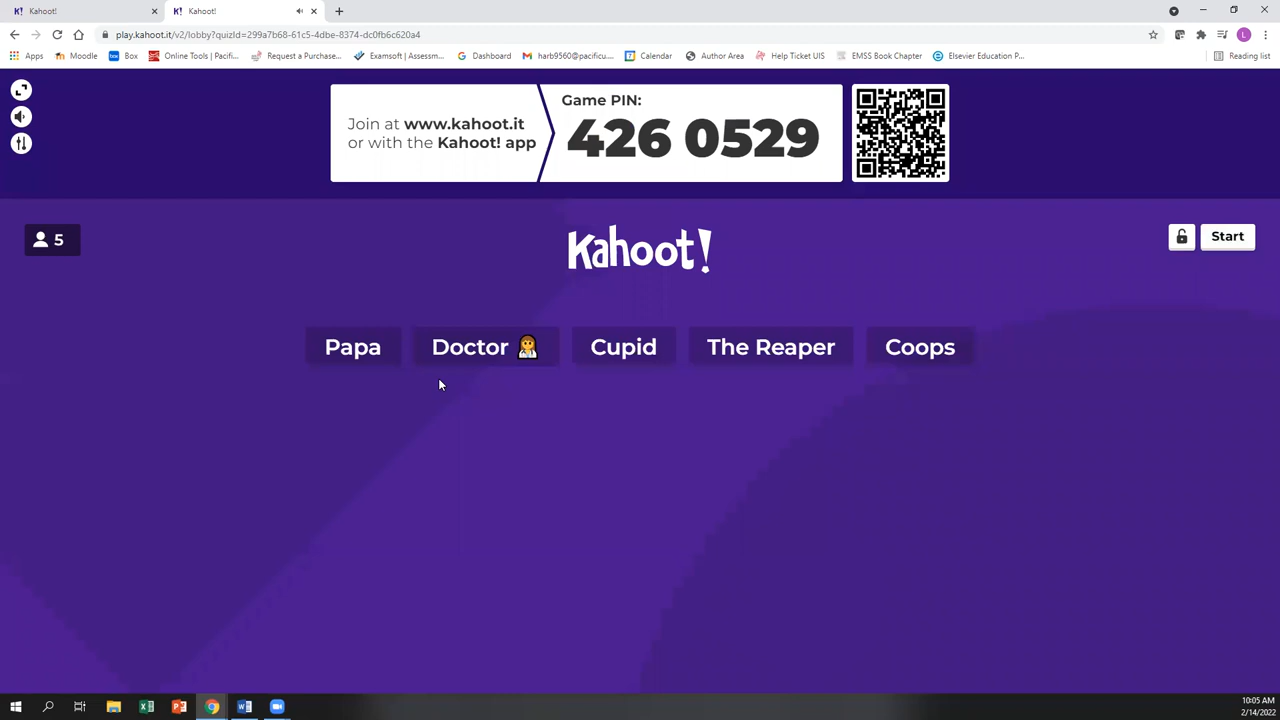 Kahoot!
Kahoot!
play.kahoot.it/v2/lobby?quizId=299a7b68-61c5-4dbe-8374-dc0fb6c620a4
L
Apps Moodle Box Online Tools | Pacifi... Request a Purchase... Examsoft | Assessm... Dashboard harb9560@pacificu... Calendar Author Area Help Ticket UIS EMSS Book Chapter Elsevier Education P... Reading list
Join at www.kahoot.it
or with the Kahoot! app
Game PIN:
426 0529
5
Kahoot!
Start
Papa Doctor 👩‍⚕️ Cupid The Reaper Coops
10:05 AM
2/14/2022